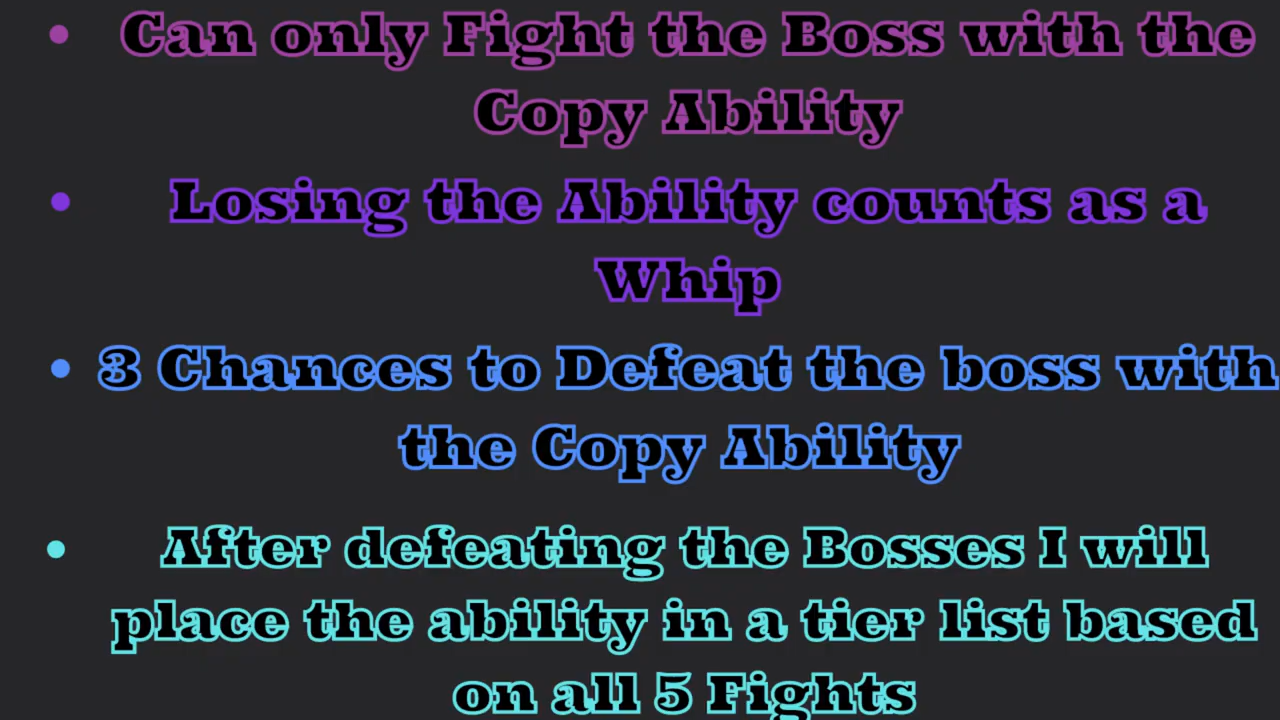 • Can only Fight the Boss with the
Copy Ability
• Losing the Ability counts as a
Whip
• 3 Chances to Defeat the boss with
the Copy Ability
• After defeating the Bosses I will
place the ability in a tier list based
on all 5 Fights